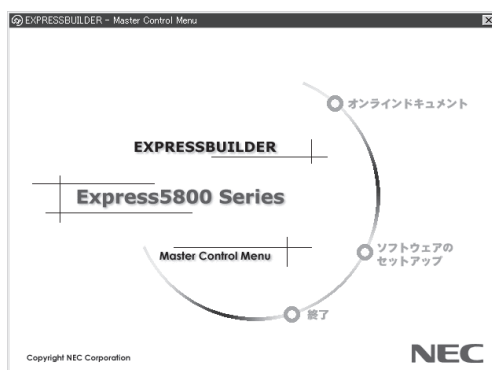 EXPRESSBUILDER - Master Control Menu
オンラインドキュメント
EXPRESSBUILDER
Express5800 Series
Master Control Menu
ソフトウェアの
セットアップ
終了
Copyright NEC Corporation
NEC